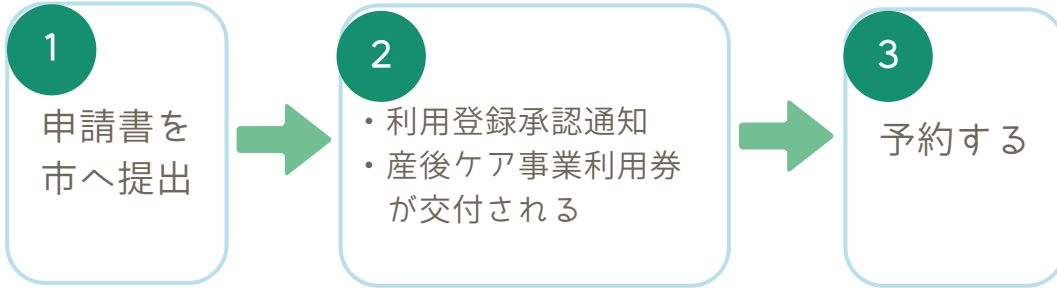 1
申請書を
市へ提出
2
・利用登録承認通知
・産後ケア事業利用券
が交付される
3
予約する